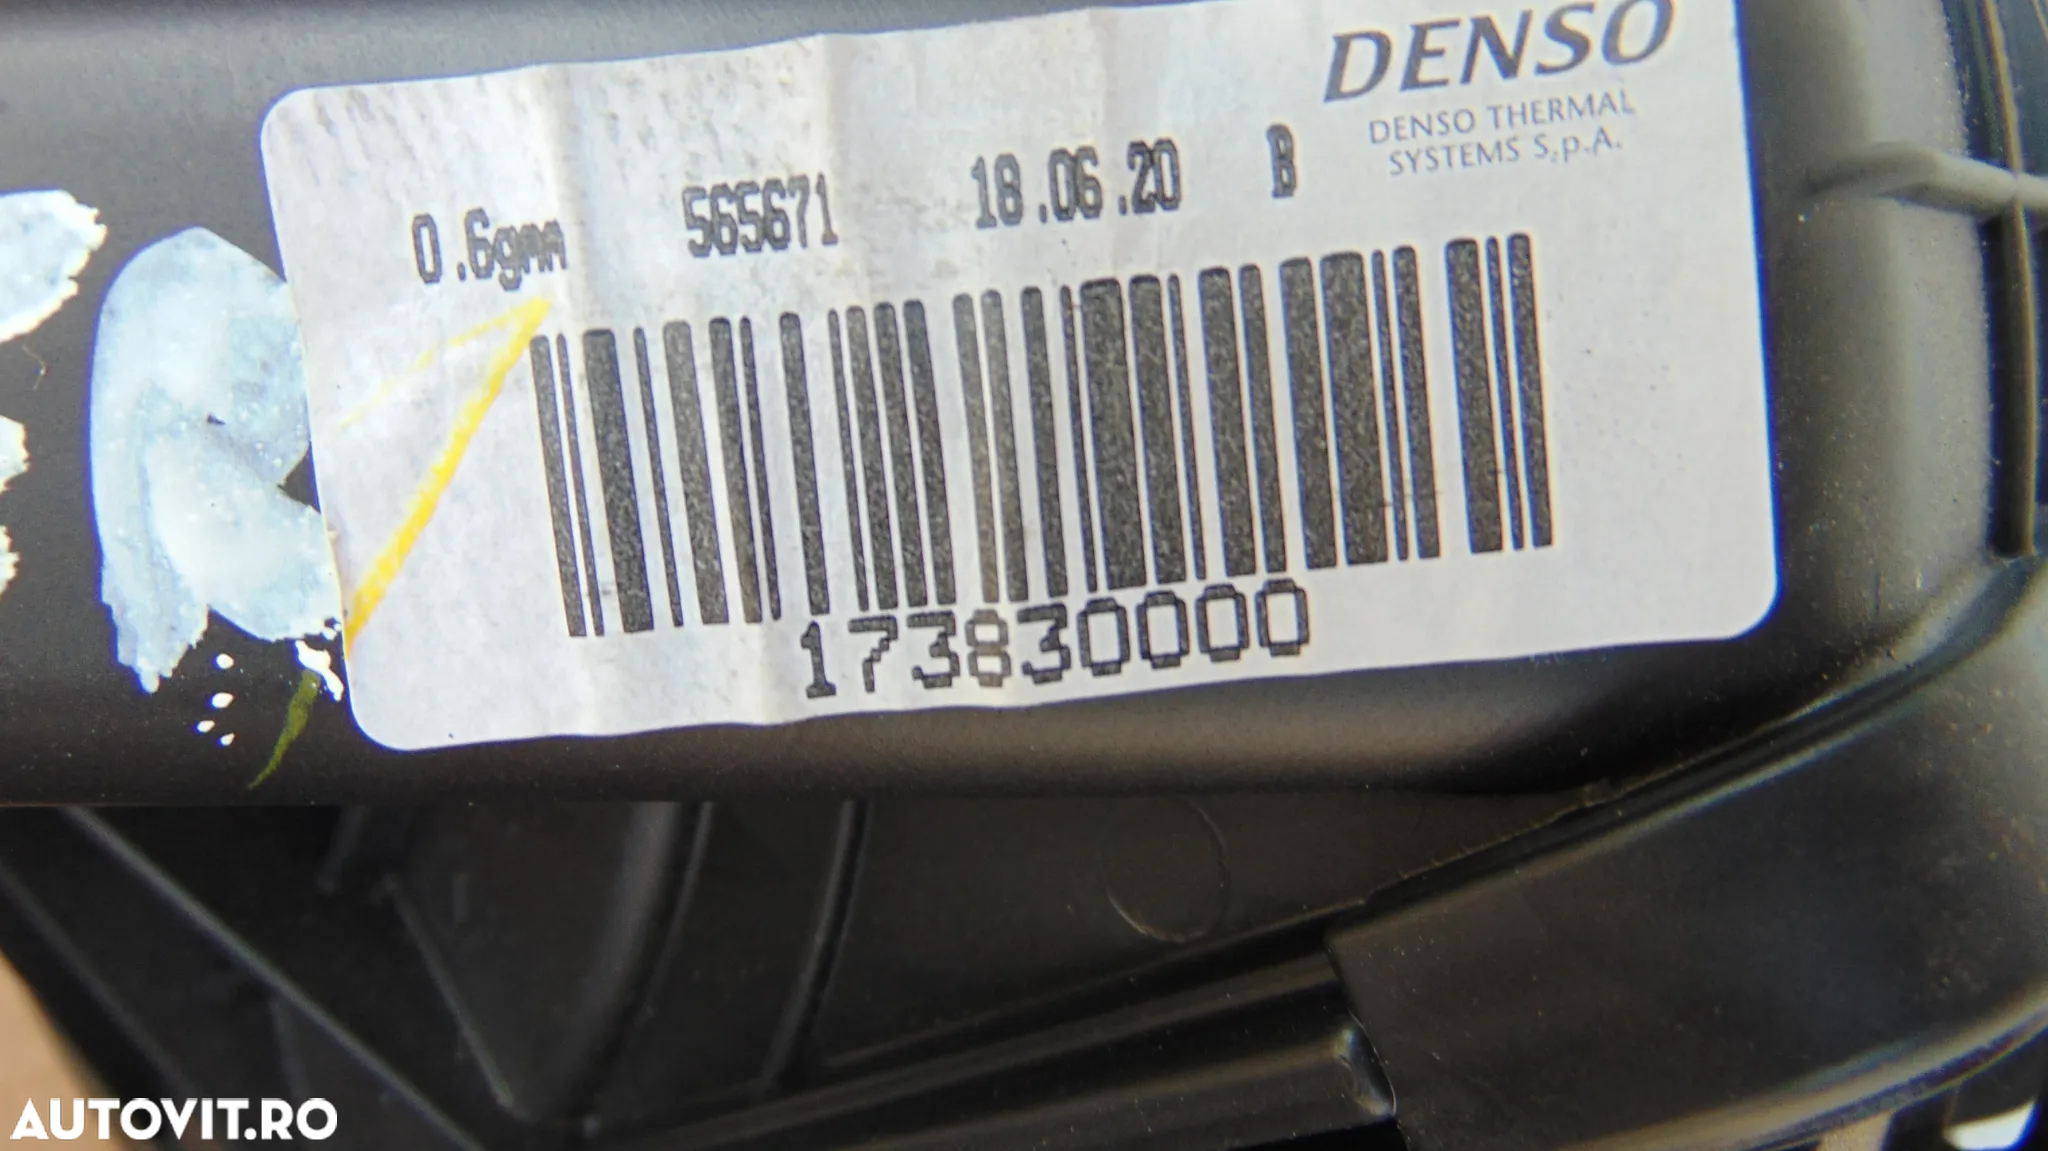 DENSO
DENSO THERMAL
SYSTEMS S.p.A.
0.6gmm 565671 18.06.20 B
173830000
AUTOVIT.RO